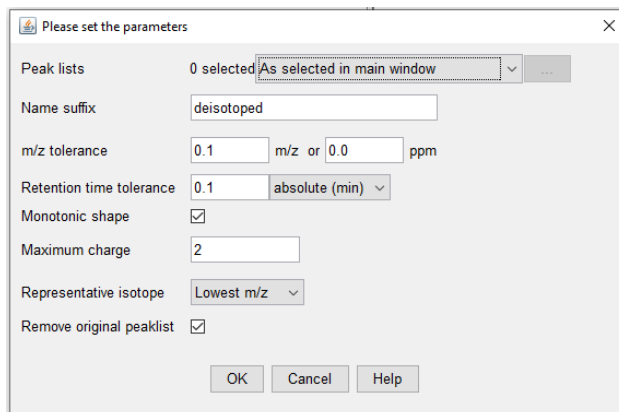 Please set the parameters
Peak lists 0 selected As selected in main window ...
Name suffix deisotoped
m/z tolerance 0.1 m/z or 0.0 ppm
Retention time tolerance 0.1 absolute (min)
Monotonic shape
Maximum charge 2
Representative isotope Lowest m/z
Remove original peaklist
OK Cancel Help